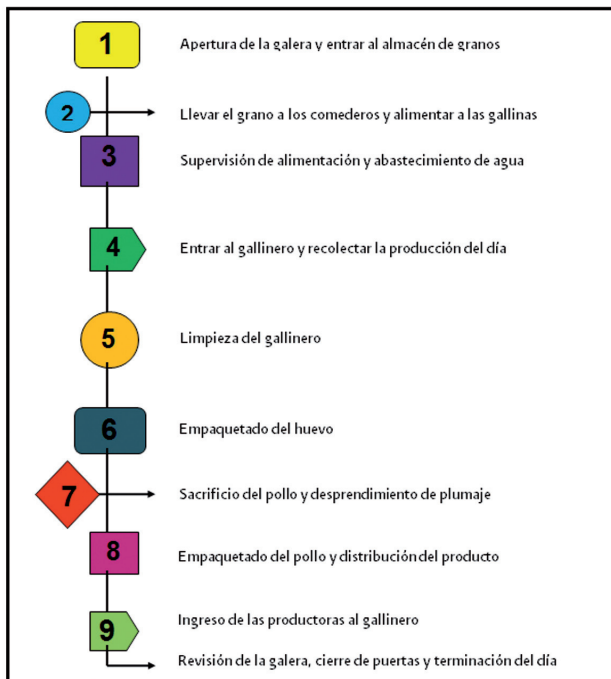 1 Apertura de la galera y entrar al almacén de granos
2 Llevar el grano a los comederos y alimentar a las gallinas
3 Supervisión de alimentación y abastecimiento de agua
4 Entrar al gallinero y recolectar la producción del día
5 Limpieza del gallinero
6 Empaquetado del huevo
7 Sacrificio del pollo y desprendimiento de plumaje
8 Empaquetado del pollo y distribución del producto
9 Ingreso de las productoras al gallinero
Revisión de la galera, cierre de puertas y terminación del día